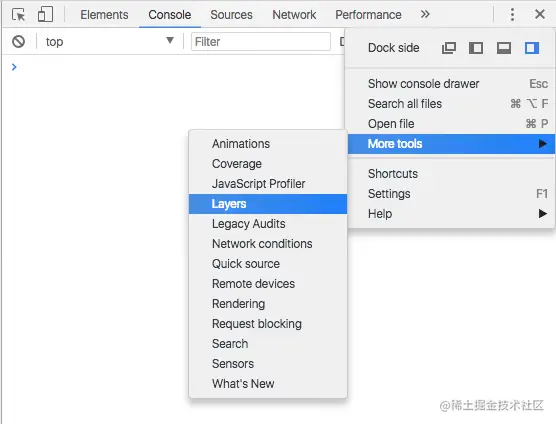 Elements Console Sources Network Performance »
top ▼ Filter D
Dock side
Show console drawer Esc
Search all files ⌘ ⌥ F
Open file ⌘ P
More tools ▶
Shortcuts
Settings F1
Help ▶
Animations
Coverage
JavaScript Profiler
Layers
Legacy Audits
Network conditions
Quick source
Remote devices
Rendering
Request blocking
Search
Sensors
What's New
@稀土掘金技术社区